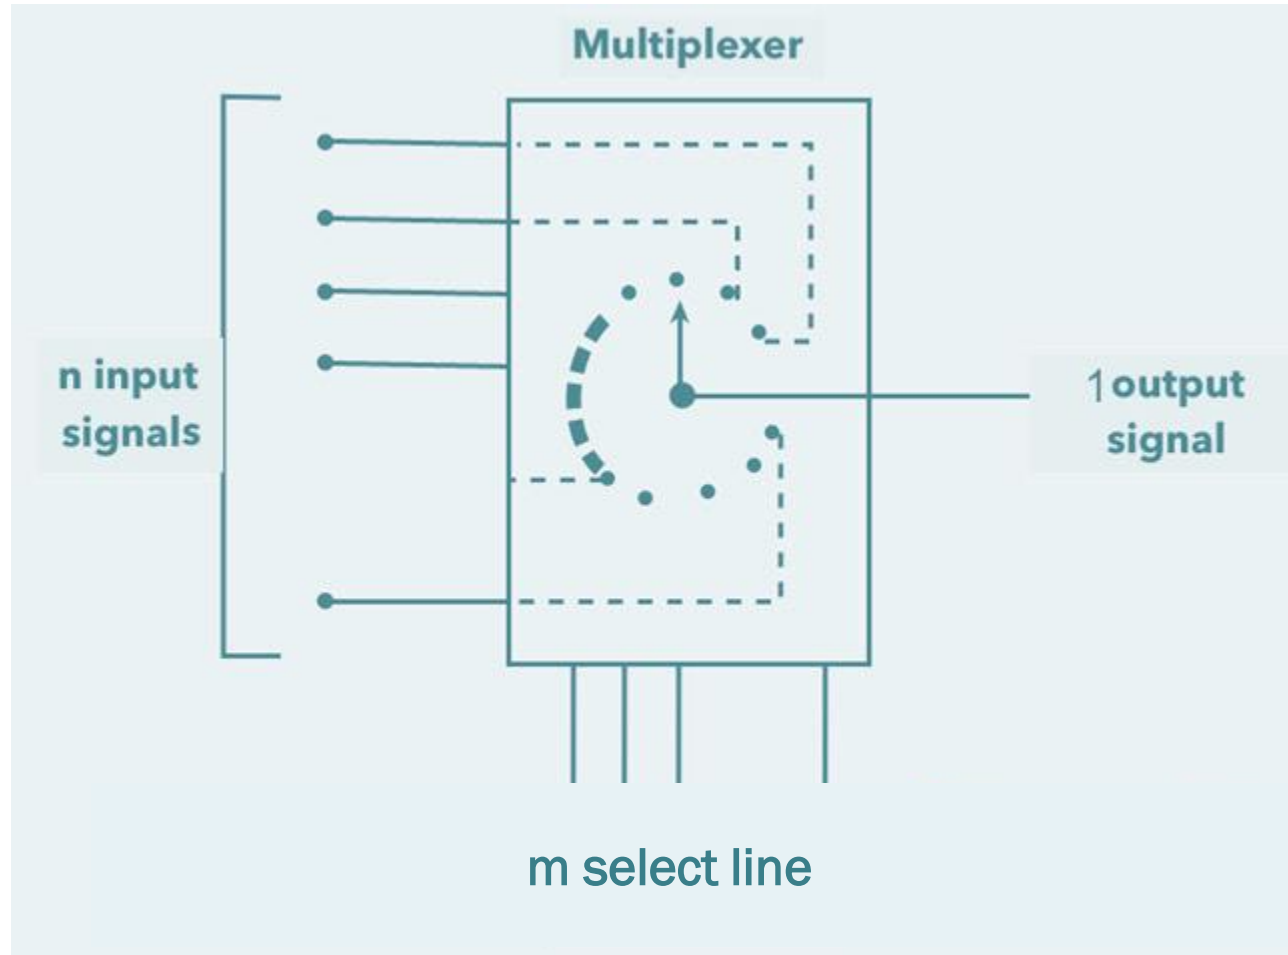 Multiplexer
n input
signals
1 output
signal
m select line